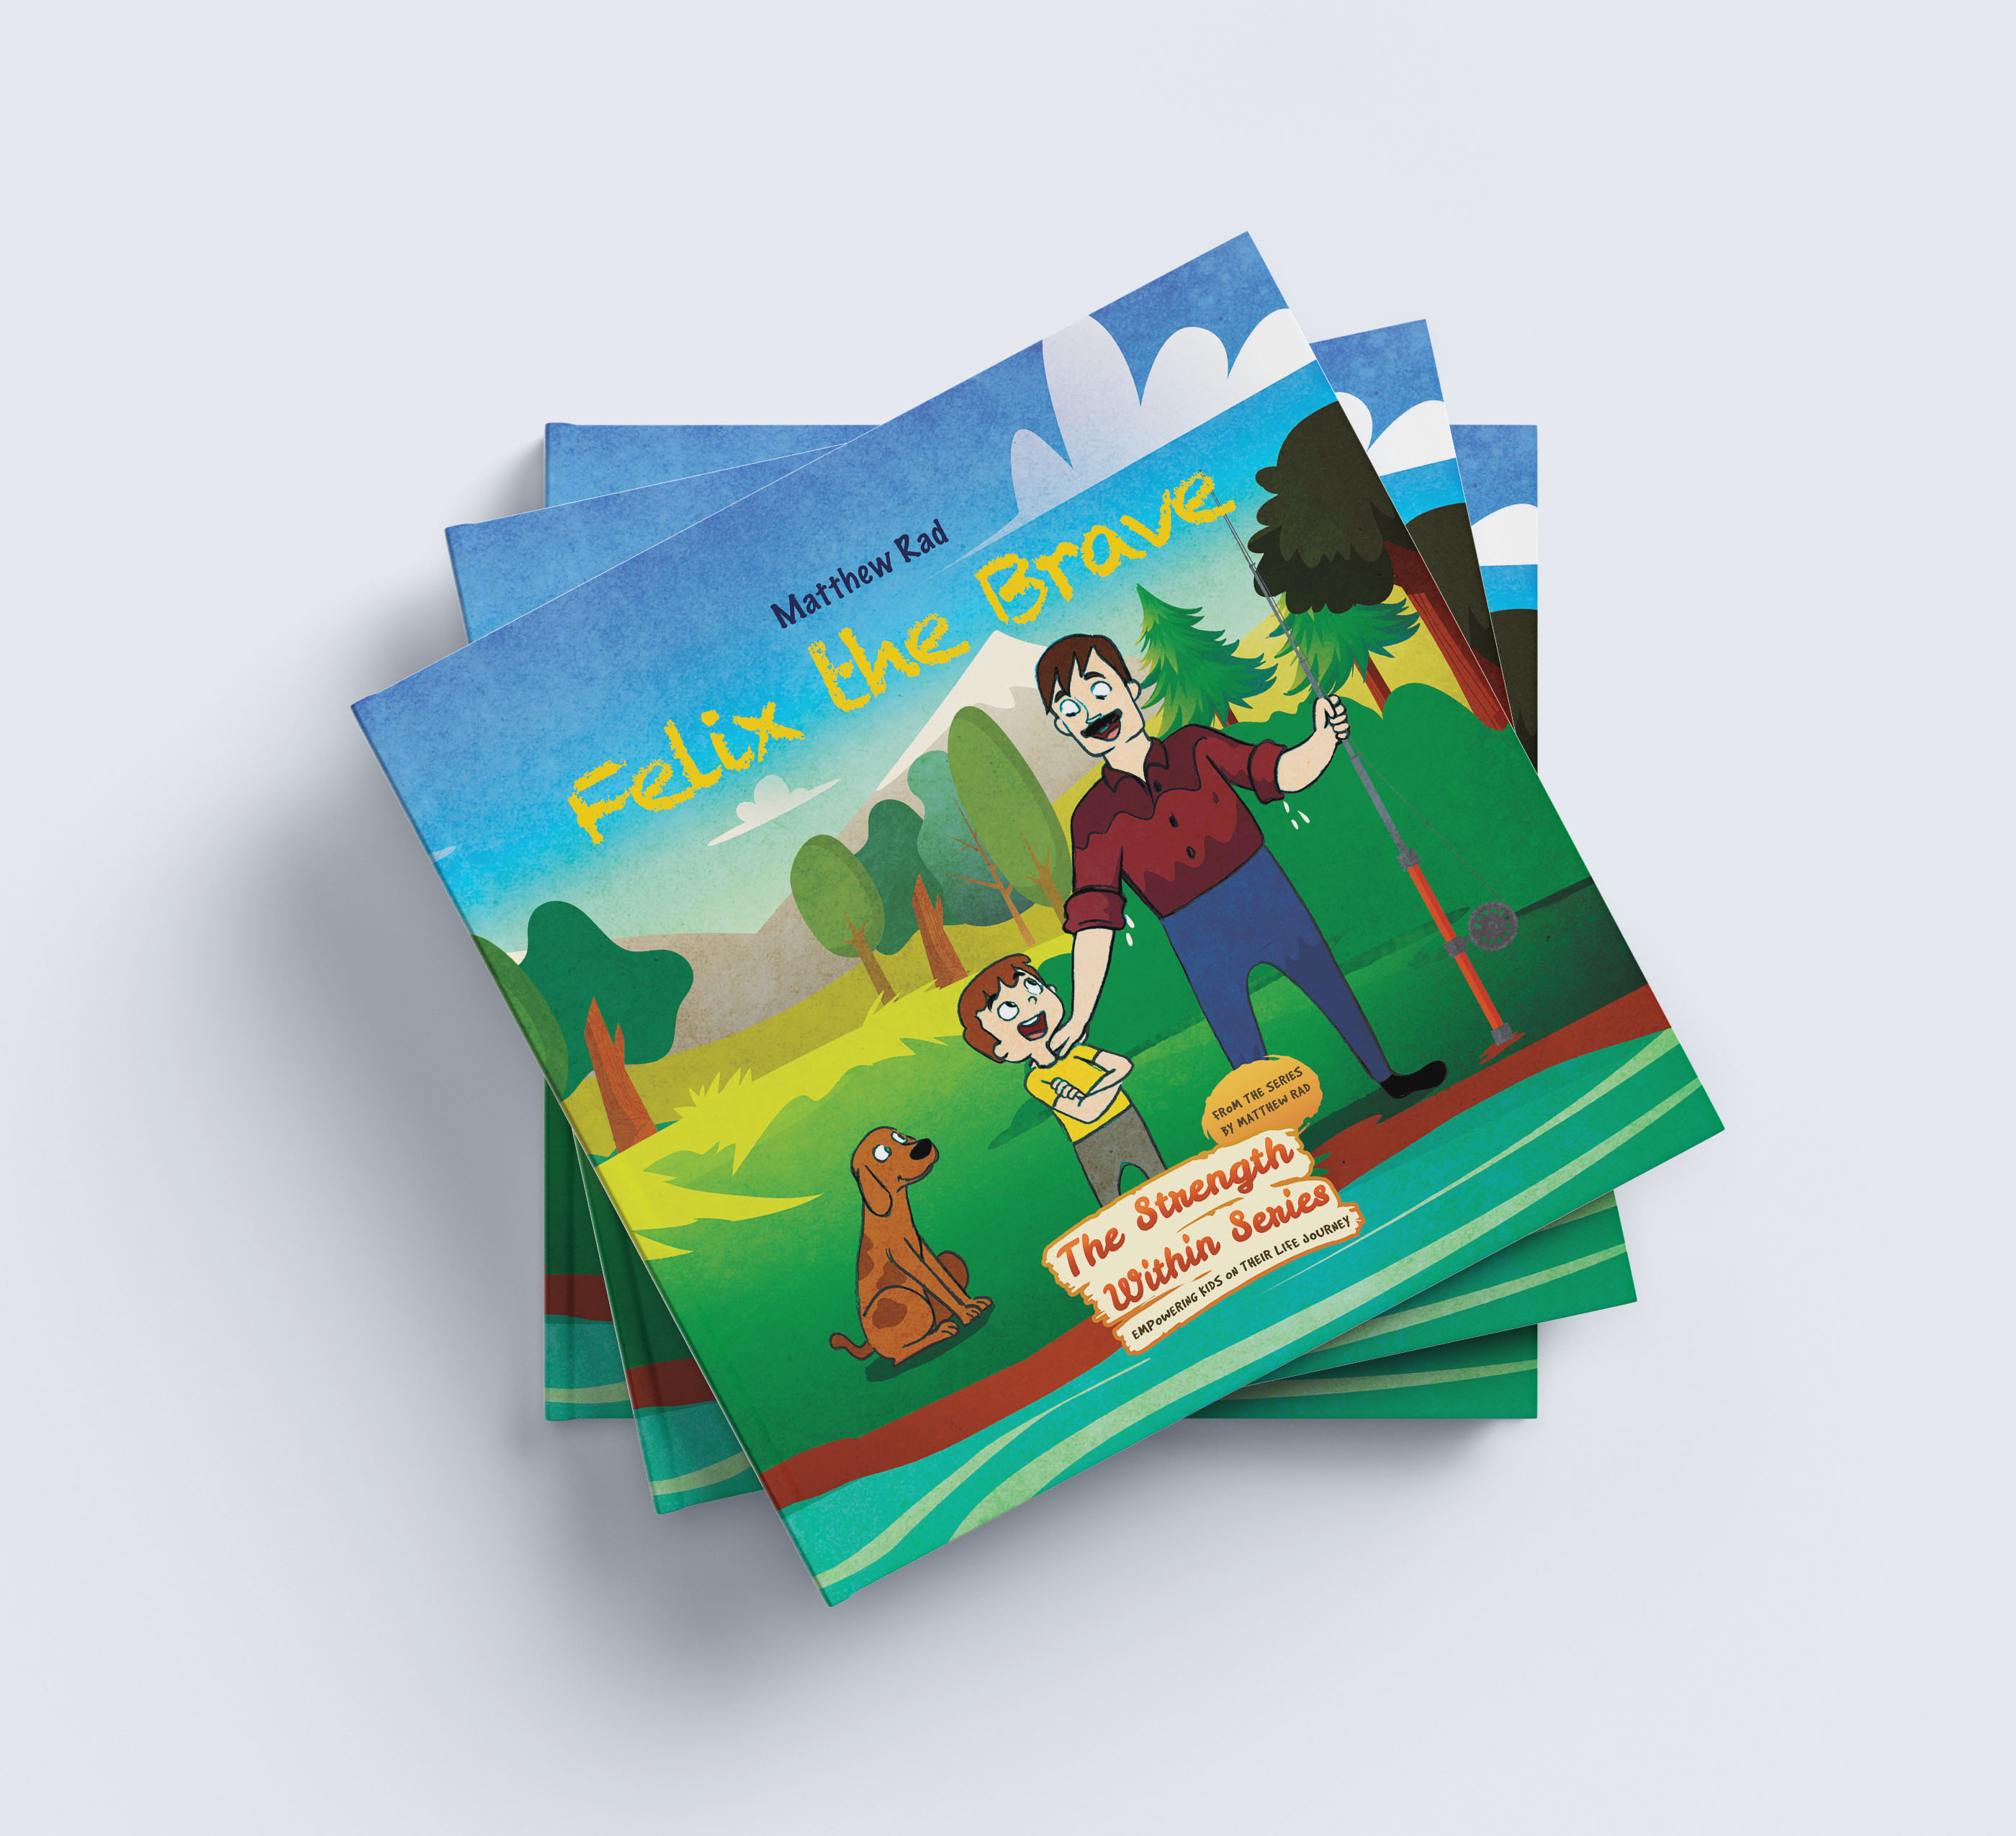 Matthew Rad
Felix the Brave
FROM THE SERIES
BY MATTHEW RAD
The Strength
Within Series
EMPOWERING KIDS ON THEIR LIFE JOURNEY